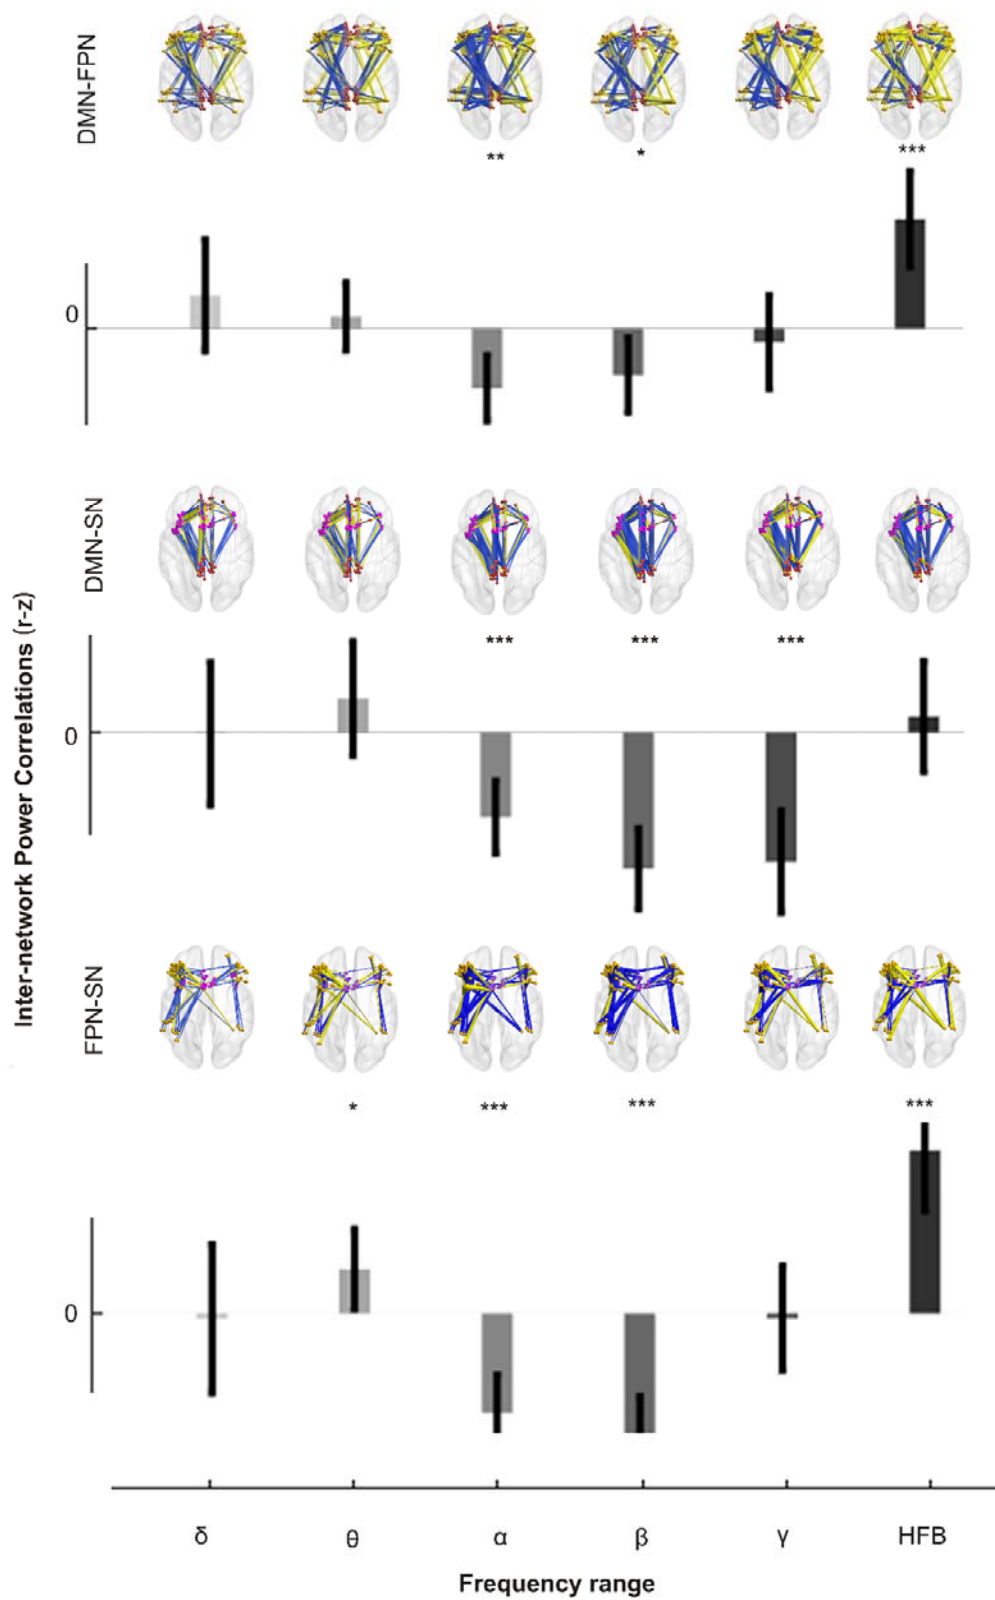 DMN-FPN
** * ***
0
DMN-SN
*** *** ***
0
Inter-network Power Correlations (r-z)
FPN-SN
* *** *** ***
0
δ θ α β γ HFB
Frequency range